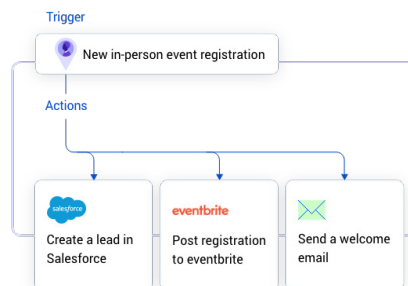 Trigger
New in-person event registration
Actions
salesforce
Create a lead in
Salesforce
eventbrite
Post registration
to eventbrite
Send a welcome
email